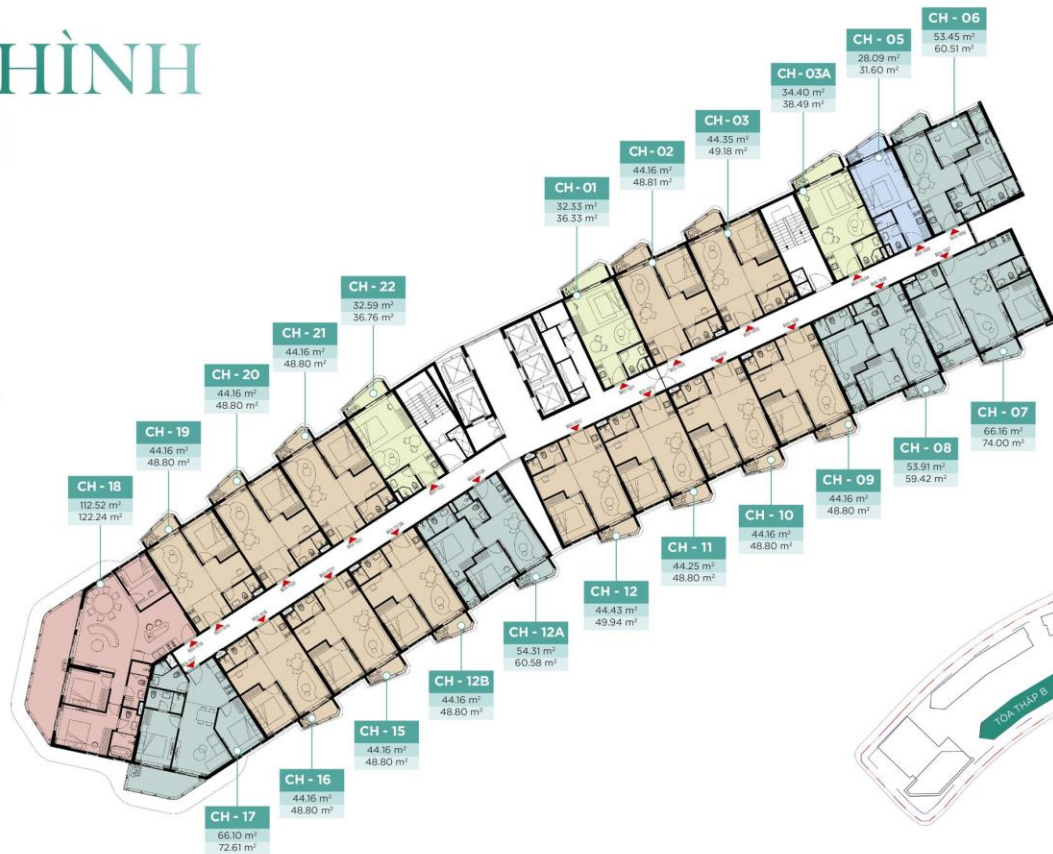 HÌNH
CH - 06
53.45 m²
60.51 m²
CH - 05
28.09 m²
31.60 m²
CH - 03A
34.40 m²
38.49 m²
CH - 03
44.35 m²
49.18 m²
CH - 02
44.16 m²
48.81 m²
CH - 01
32.33 m²
36.33 m²
CH - 22
32.59 m²
36.76 m²
CH - 21
44.16 m²
48.80 m²
CH - 20
44.16 m²
48.80 m²
CH - 19
44.16 m²
48.80 m²
CH - 18
112.52 m²
122.24 m²
CH - 07
66.16 m²
74.00 m²
CH - 08
53.91 m²
59.42 m²
CH - 09
44.16 m²
48.80 m²
CH - 10
44.16 m²
48.80 m²
CH - 11
44.25 m²
48.80 m²
CH - 12
44.43 m²
49.94 m²
CH - 12A
54.31 m²
60.58 m²
CH - 12B
44.16 m²
48.80 m²
CH - 15
44.16 m²
48.80 m²
CH - 16
44.16 m²
48.80 m²
CH - 17
66.10 m²
72.61 m²
TÒA THÁP B